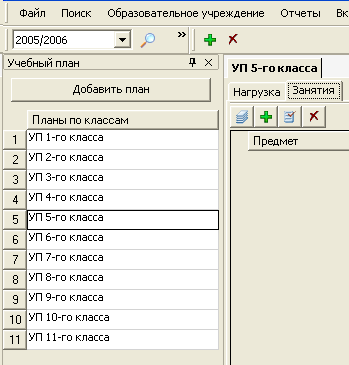 Файл Поиск Образовательное учреждение Отчеты Вк
2005/2006 »
Учебный план
Добавить план
Планы по классам
1 УП 1-го класса
2 УП 2-го класса
3 УП 3-го класса
4 УП 4-го класса
5 УП 5-го класса
6 УП 6-го класса
7 УП 7-го класса
8 УП 8-го класса
9 УП 9-го класса
10 УП 10-го класса
11 УП 11-го класса
УП 5-го класса
Нагрузка Занятия
Предмет